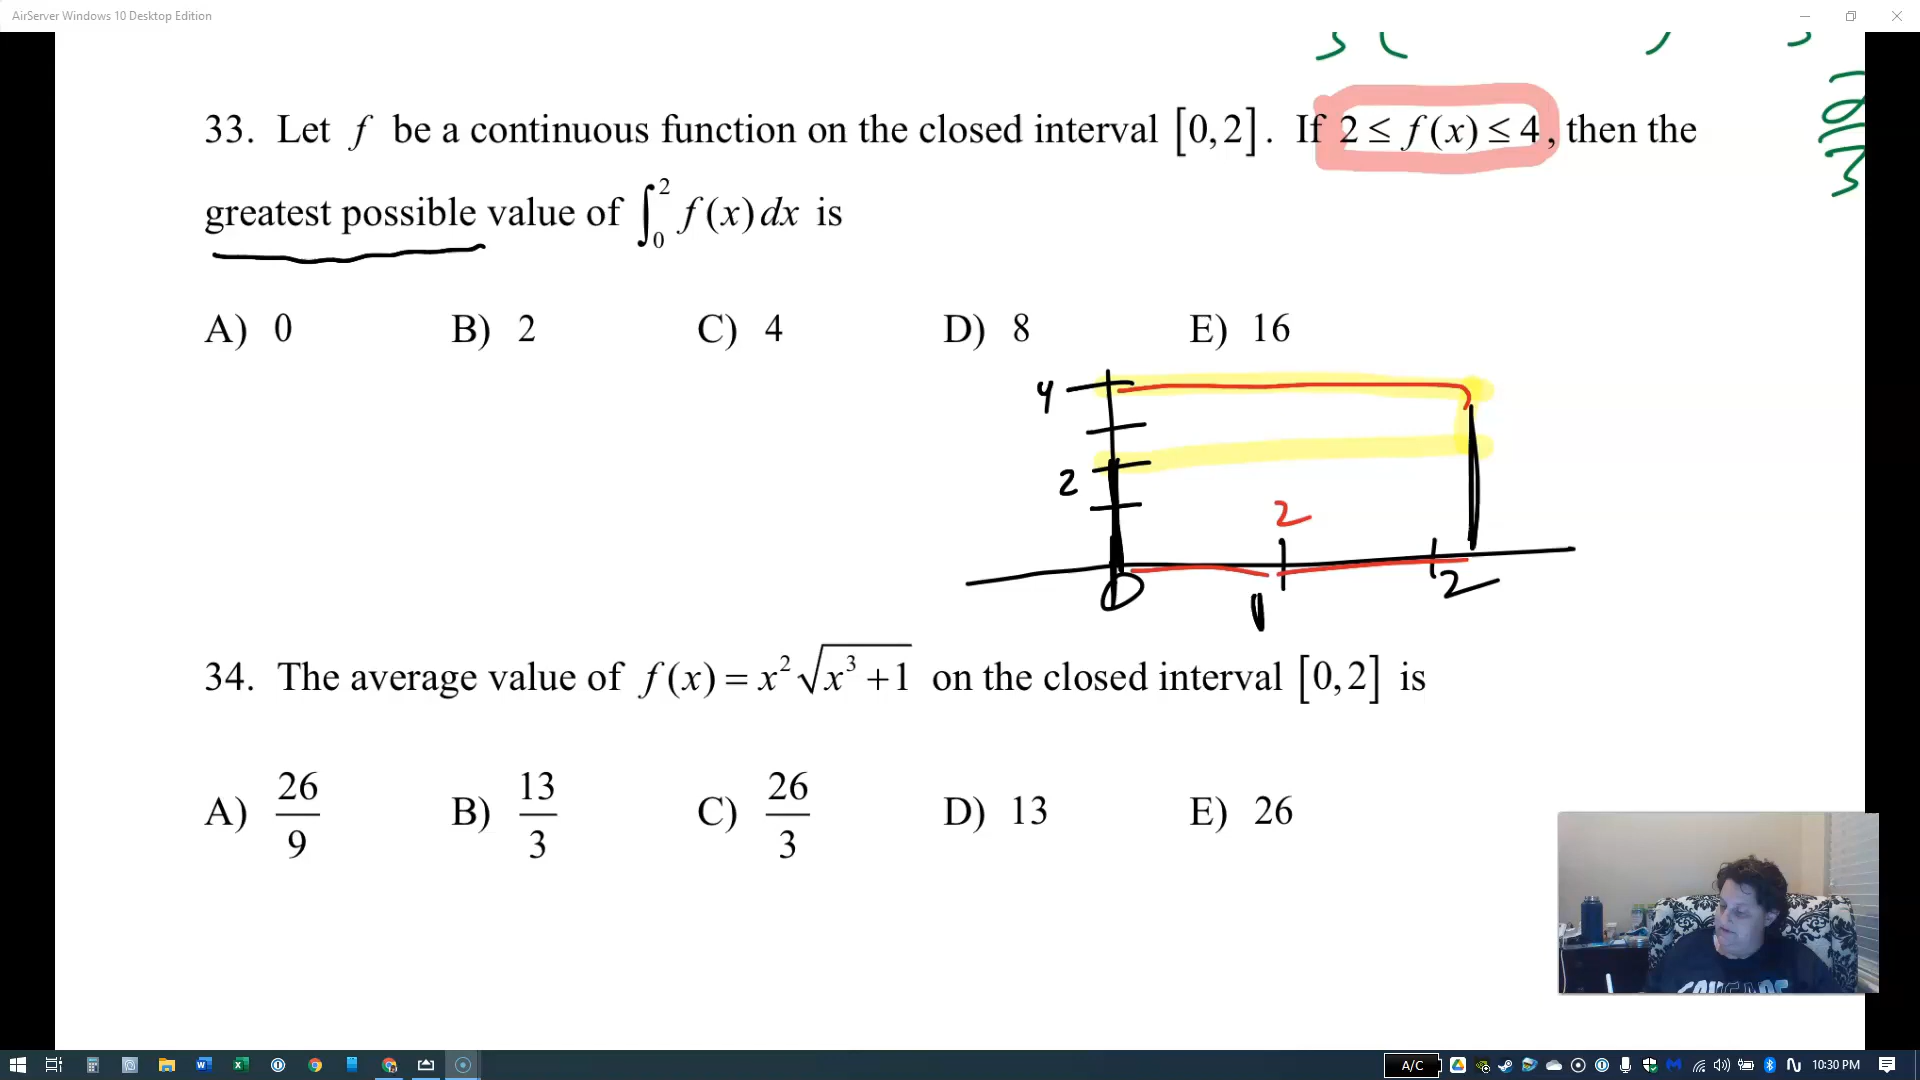 AirServer Windows 10 Desktop Edition
33. Let f be a continuous function on the closed interval [0,2]. If 2 ≤ f(x) ≤ 4, then the
greatest possible value of ∫₀² f(x) dx is
A) 0 B) 2 C) 4 D) 8 E) 16
4
2
2
0 1 2
34. The average value of f(x) = x²√(x³ + 1) on the closed interval [0,2] is
A) 26/9 B) 13/3 C) 26/3 D) 13 E) 26
A/C 10:30 PM